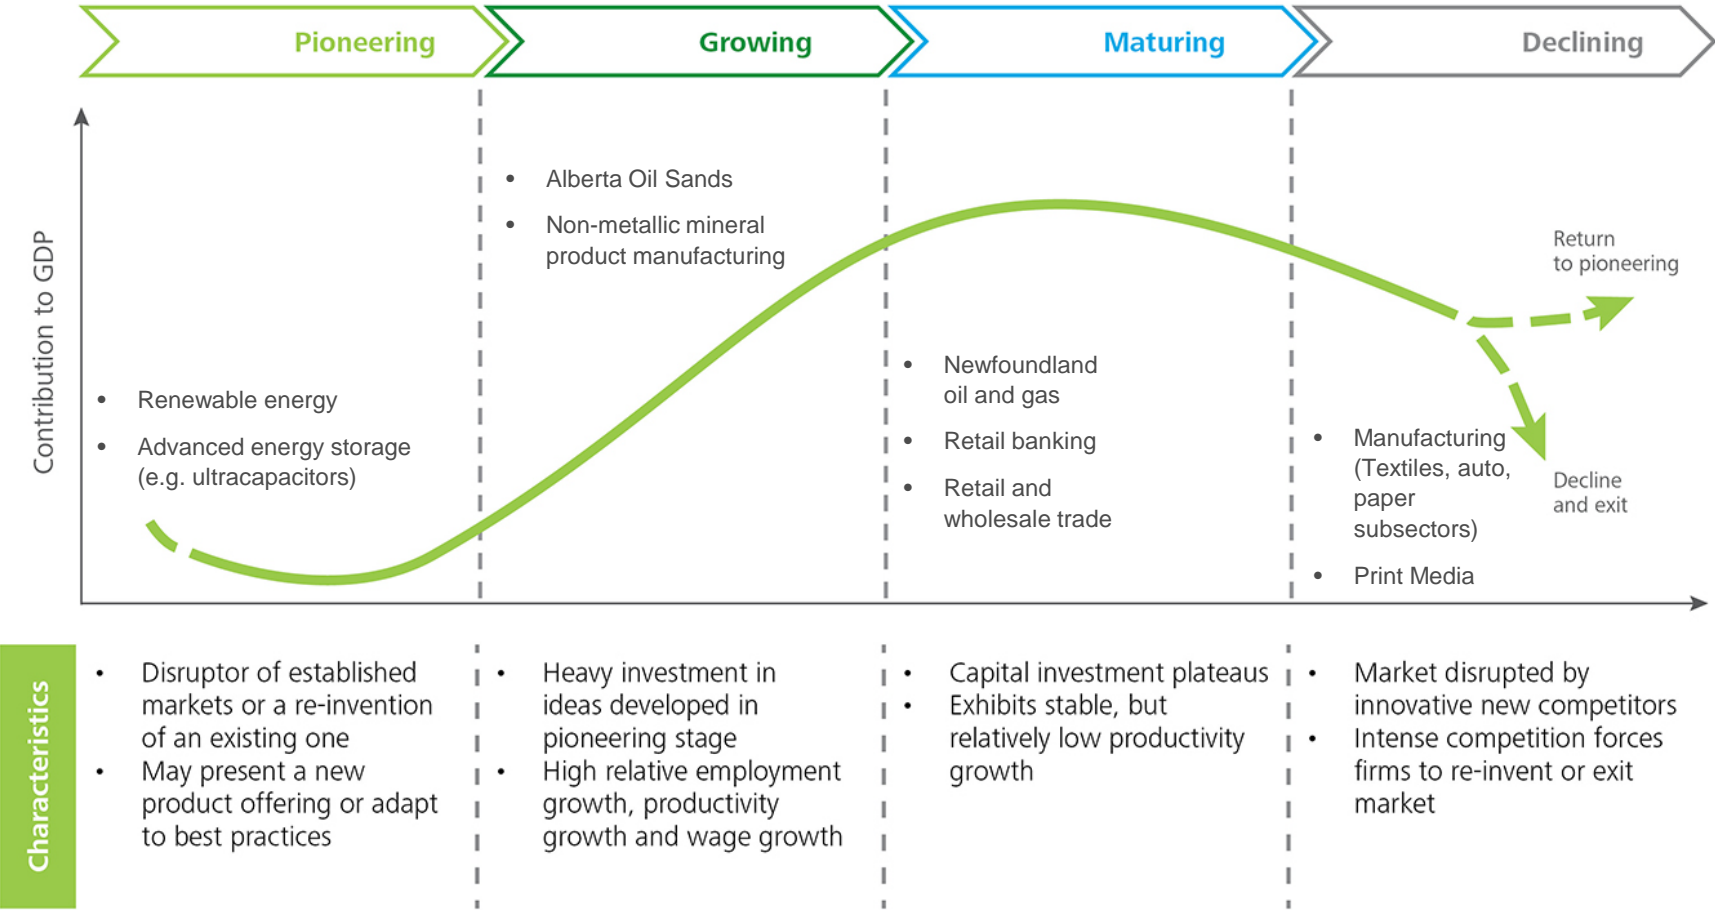 Pioneering
Growing
Maturing
Declining
Contribution to GDP
• Renewable energy
• Advanced energy storage
(e.g. ultracapacitors)
• Alberta Oil Sands
• Non-metallic mineral
product manufacturing
• Newfoundland
oil and gas
• Retail banking
• Retail and
wholesale trade
Return
to pioneering
• Manufacturing
(Textiles, auto,
paper
subsectors)
• Print Media
Decline
and exit
Characteristics
• Disruptor of established
markets or a re-invention
of an existing one
• May present a new
product offering or adapt
to best practices
• Heavy investment in
ideas developed in
pioneering stage
• High relative employment
growth, productivity
growth and wage growth
• Capital investment plateaus
• Exhibits stable, but
relatively low productivity
growth
• Market disrupted by
innovative new competitors
• Intense competition forces
firms to re-invent or exit
market